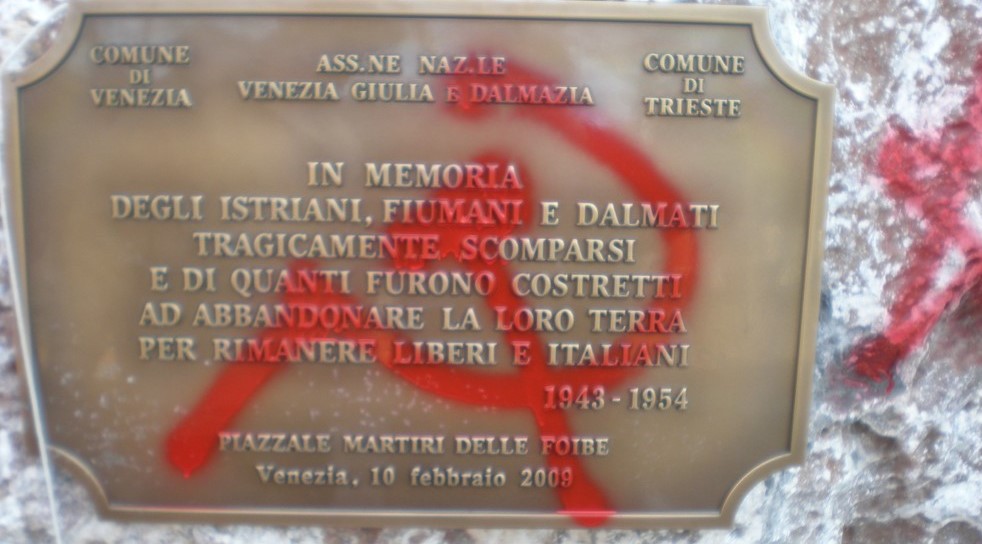 COMUNE
DI
VENEZIA
ASS.NE NAZ.LE
VENEZIA GIULIA E DALMAZIA
COMUNE
DI
TRIESTE
IN MEMORIA
DEGLI ISTRIANI, FIUMANI E DALMATI
TRAGICAMENTE SCOMPARSI
E DI QUANTI FURONO COSTRETTI
AD ABBANDONARE LA LORO TERRA
PER RIMANERE LIBERI E ITALIANI
1943-1954
PIAZZALE MARTIRI DELLE FOIBE
Venezia, 10 febbraio 2009